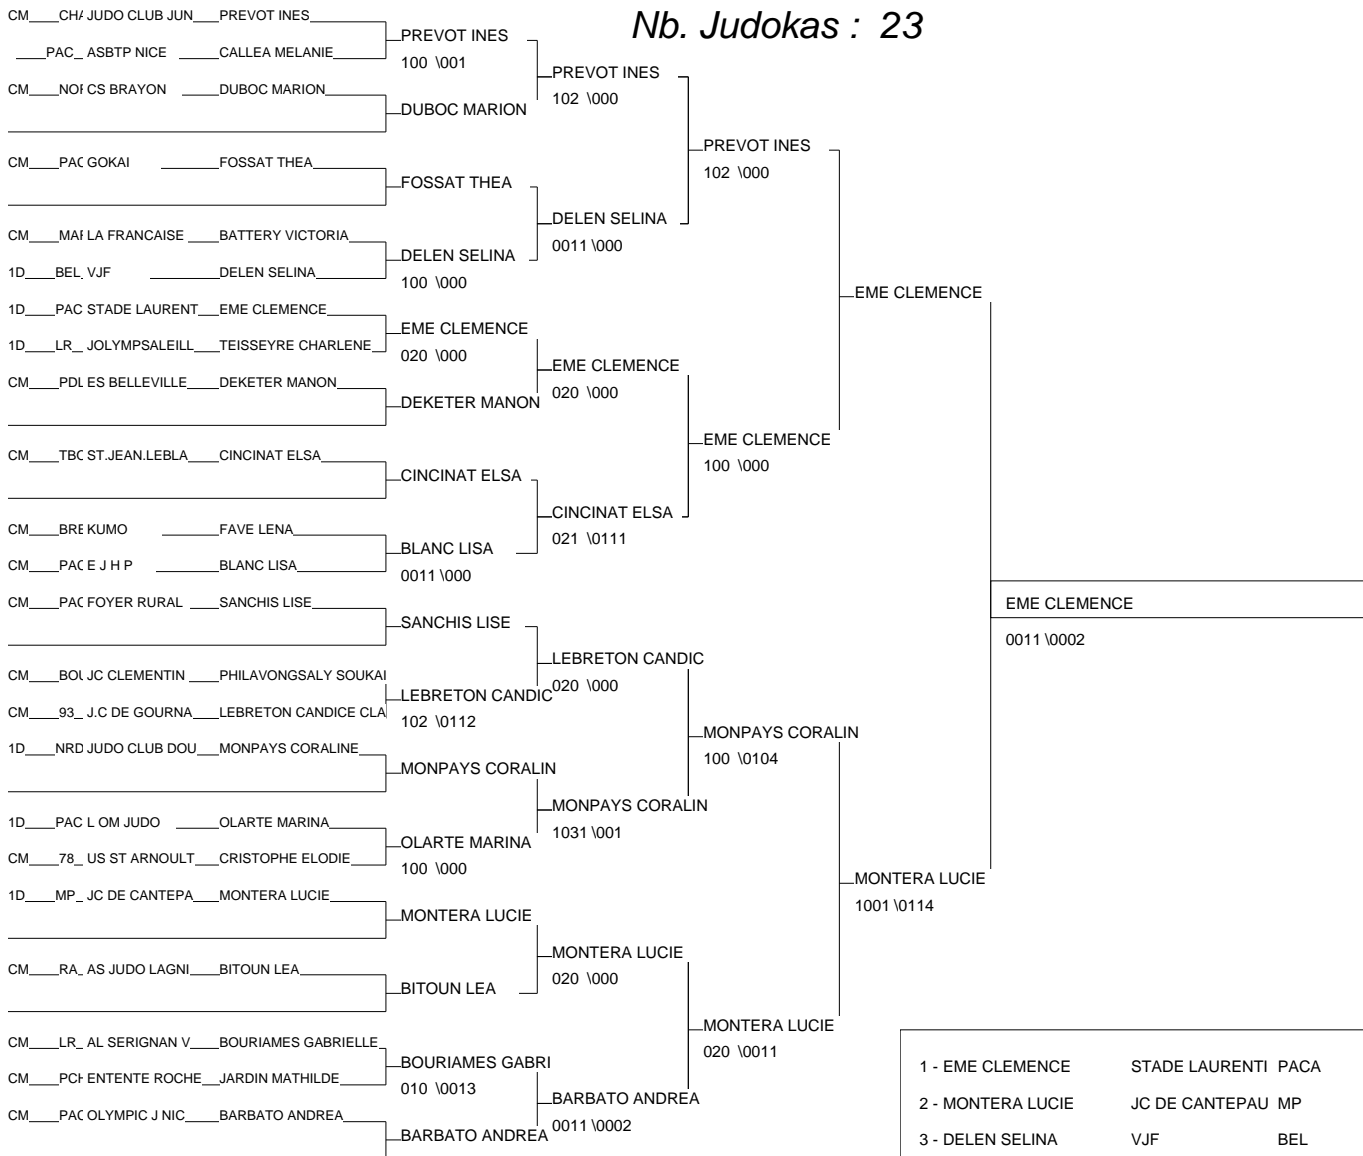 Nb. Judokas : 23
CM CHA JUDO CLUB JUN PREVOT INES
PAC ASBTP NICE CALLEA MELANIE
CM CS BRAYON DUBOC MARION
CM PAC GOKAI FOSSAT THEA
CM LA FRANCAISE BATTERY VICTORIA
1D BEL VJF DELEN SELINA
1D PAC STADE LAURENT EME CLEMENCE
1D LR JOLYMPSALEILL TEISSEYRE CHARLENE
CM PDL ES BELLEVILLE DEKETER MANON
CM TBO ST.JEAN.LEBLA CINCINAT ELSA
CM BRE KUMO FAVE LENA
CM PAC E J H P BLANC LISA
CM PAC FOYER RURAL SANCHIS LISE
CM BOU JC CLEMENTIN PHILAVONGSALY SOUKAI
CM 93 J.C DE GOURNA LEBRETON CANDICE CLA
1D NRD JUDO CLUB DOU MONPAYS CORALINE
1D PAC L OM JUDO OLARTE MARINA
CM 78 US ST ARNOULT CRISTOPHE ELODIE
1D MP JC DE CANTEPA MONTERA LUCIE
CM RA AS JUDO LAGNI BITOUN LEA
CM LR AL SERIGNAN V BOURIAMES GABRIELLE
CM PCH ENTENTE ROCHE JARDIN MATHILDE
CM PAC OLYMPIC J NIC BARBATO ANDREA
PREVOT INES
100 \001
DUBOC MARION
FOSSAT THEA
DELEN SELINA
100 \000
EME CLEMENCE
020 \000
DEKETER MANON
CINCINAT ELSA
BLANC LISA
0011 \000
SANCHIS LISE
LEBRETON CANDIC
102 \0112
MONPAYS CORALIN
OLARTE MARINA
100 \000
MONTERA LUCIE
BITOUN LEA
BOURIAMES GABRI
010 \0013
BARBATO ANDREA
PREVOT INES
102 \000
DELEN SELINA
0011 \000
EME CLEMENCE
020 \000
CINCINAT ELSA
021 \0111
LEBRETON CANDIC
020 \000
MONPAYS CORALIN
1031 \001
MONTERA LUCIE
020 \000
BARBATO ANDREA
0011 \0002
PREVOT INES
102 \000
EME CLEMENCE
100 \000
MONPAYS CORALIN
100 \0104
MONTERA LUCIE
020 \0011
EME CLEMENCE
MONTERA LUCIE
1001 \0114
EME CLEMENCE
0011 \0002
1 - EME CLEMENCE STADE LAURENTI PACA
2 - MONTERA LUCIE JC DE CANTEPAU MP
3 - DELEN SELINA VJF BEL